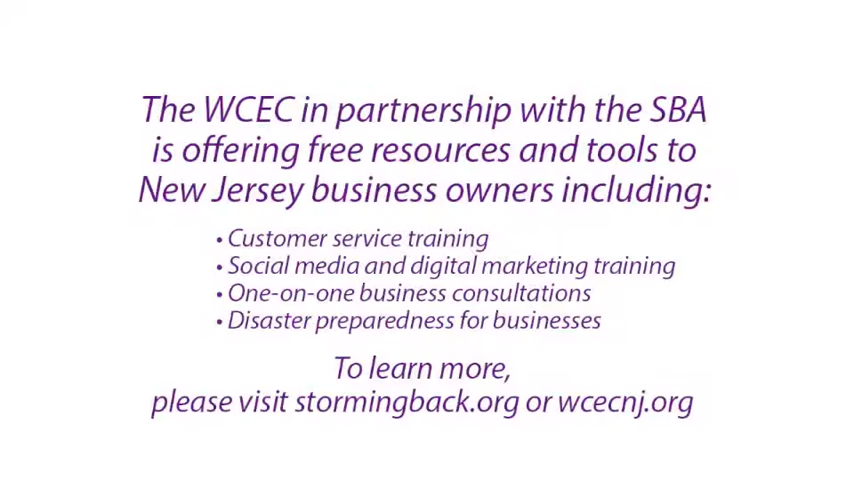 The WCEC in partnership with the SBA
is offering free resources and tools to
New Jersey business owners including:
• Customer service training
• Social media and digital marketing training
• One-on-one business consultations
• Disaster preparedness for businesses
To learn more,
please visit stormingback.org or wcecnj.org